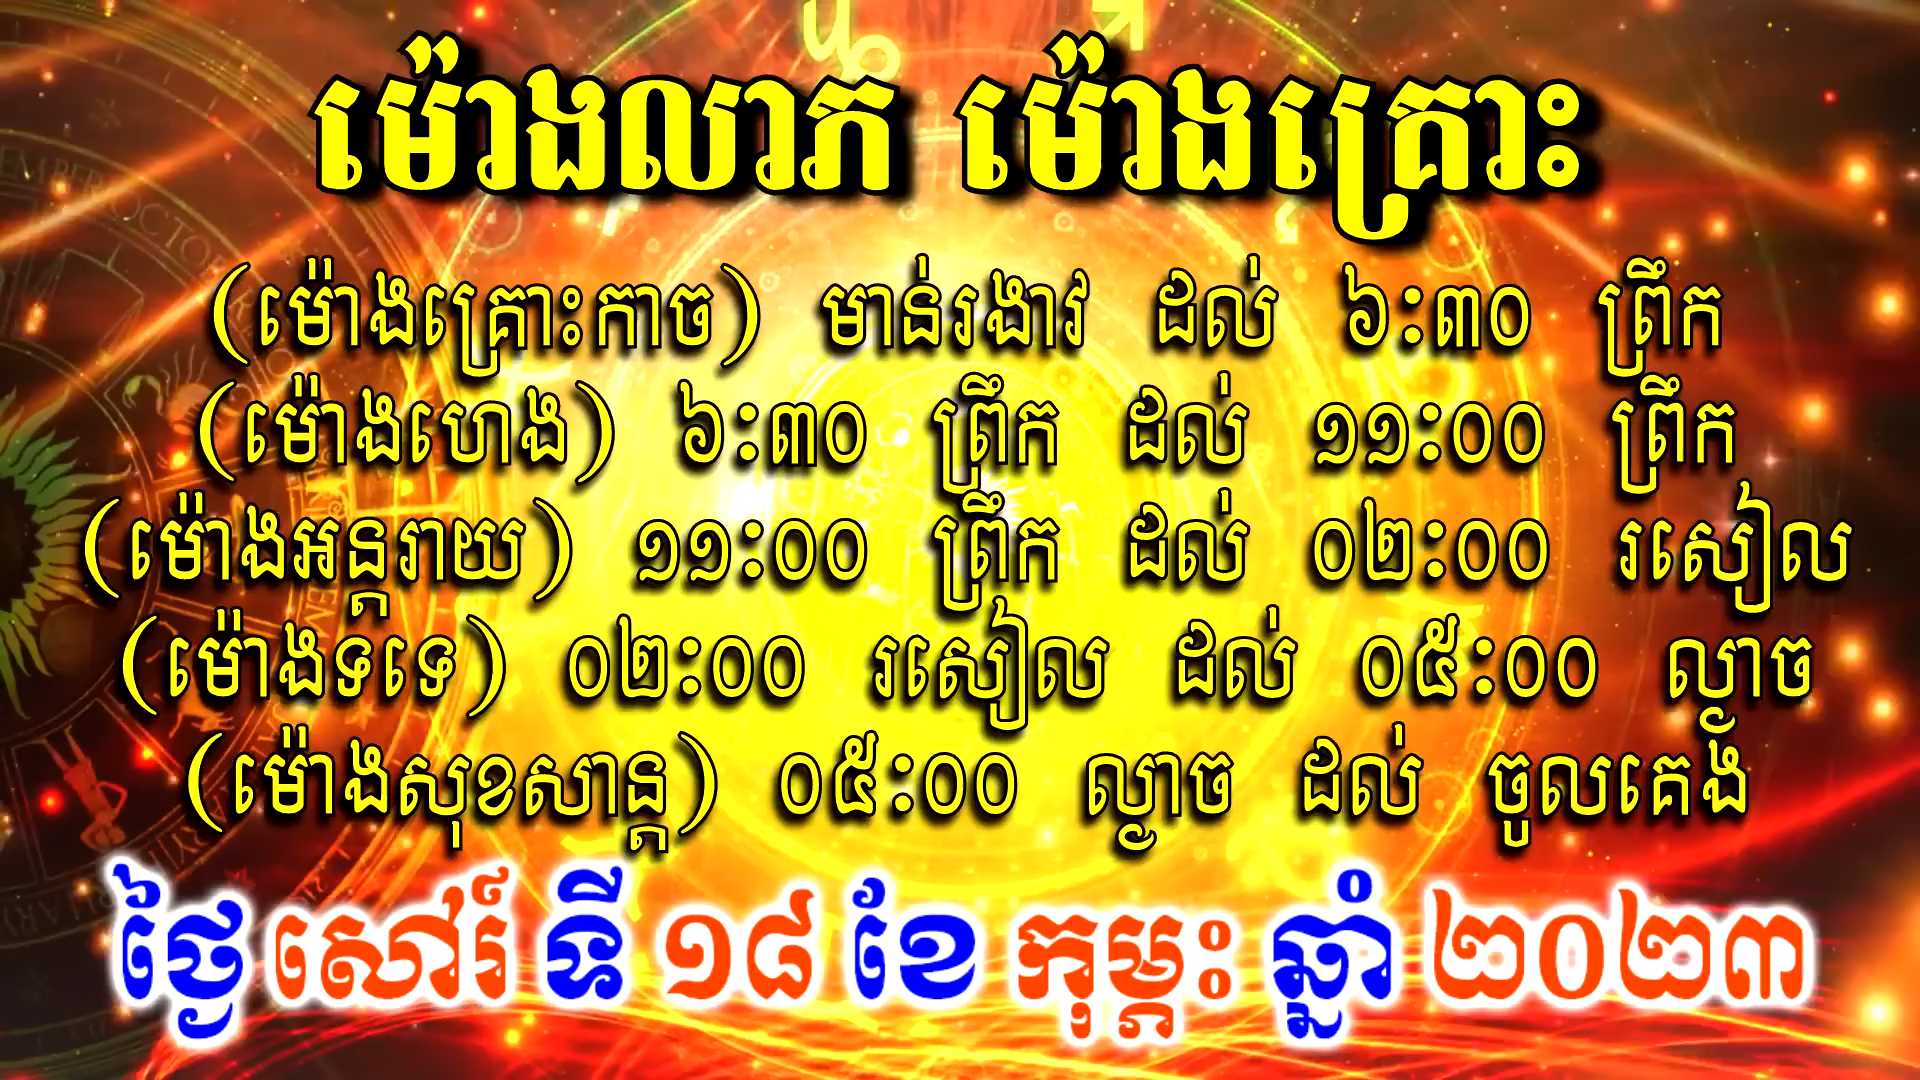 ម៉ោងលាភ ម៉ោងគ្រោះ
(ម៉ោងគ្រោះកាច) មាន់រងាវ ដល់ ៦:៣០ ព្រឹក
(ម៉ោងហេង) ៦:៣០ ព្រឹក ដល់ ១១:០០ ព្រឹក
(ម៉ោងអន្តរាយ) ១១:០០ ព្រឹក ដល់ ០២:០០ រសៀល
(ម៉ោងទទេ) ០២:០០ រសៀល ដល់ ០៥:០០ ល្ងាច
(ម៉ោងសុខសាន្ត) ០៥:០០ ល្ងាច ដល់ ចូលគេង
ថ្ងៃ សៅរ៍ ទី ១៨ ខែ កុម្ភះ ឆ្នាំ ២០២៣